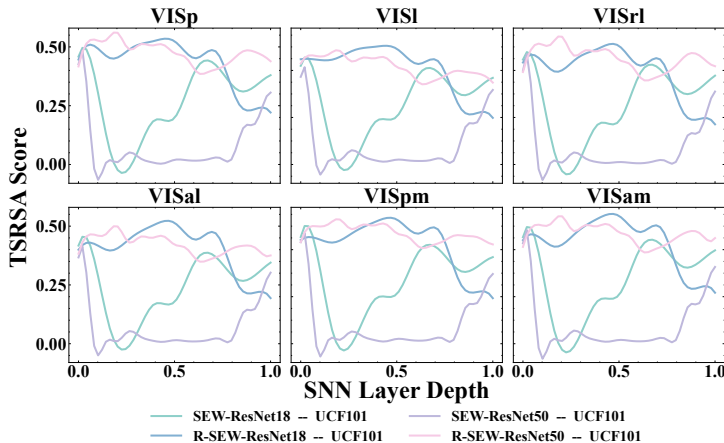 VISp VISl VISrl
0.50
0.25
0.00
VISal VISpm VISam
0.50
0.25
0.00
TSRSA Score
0.0 0.5 1.0 0.0 0.5 1.0 0.0 0.5 1.0
SNN Layer Depth
SEW-ResNet18 -- UCF101 SEW-ResNet50 -- UCF101
R-SEW-ResNet18 -- UCF101 R-SEW-ResNet50 -- UCF101